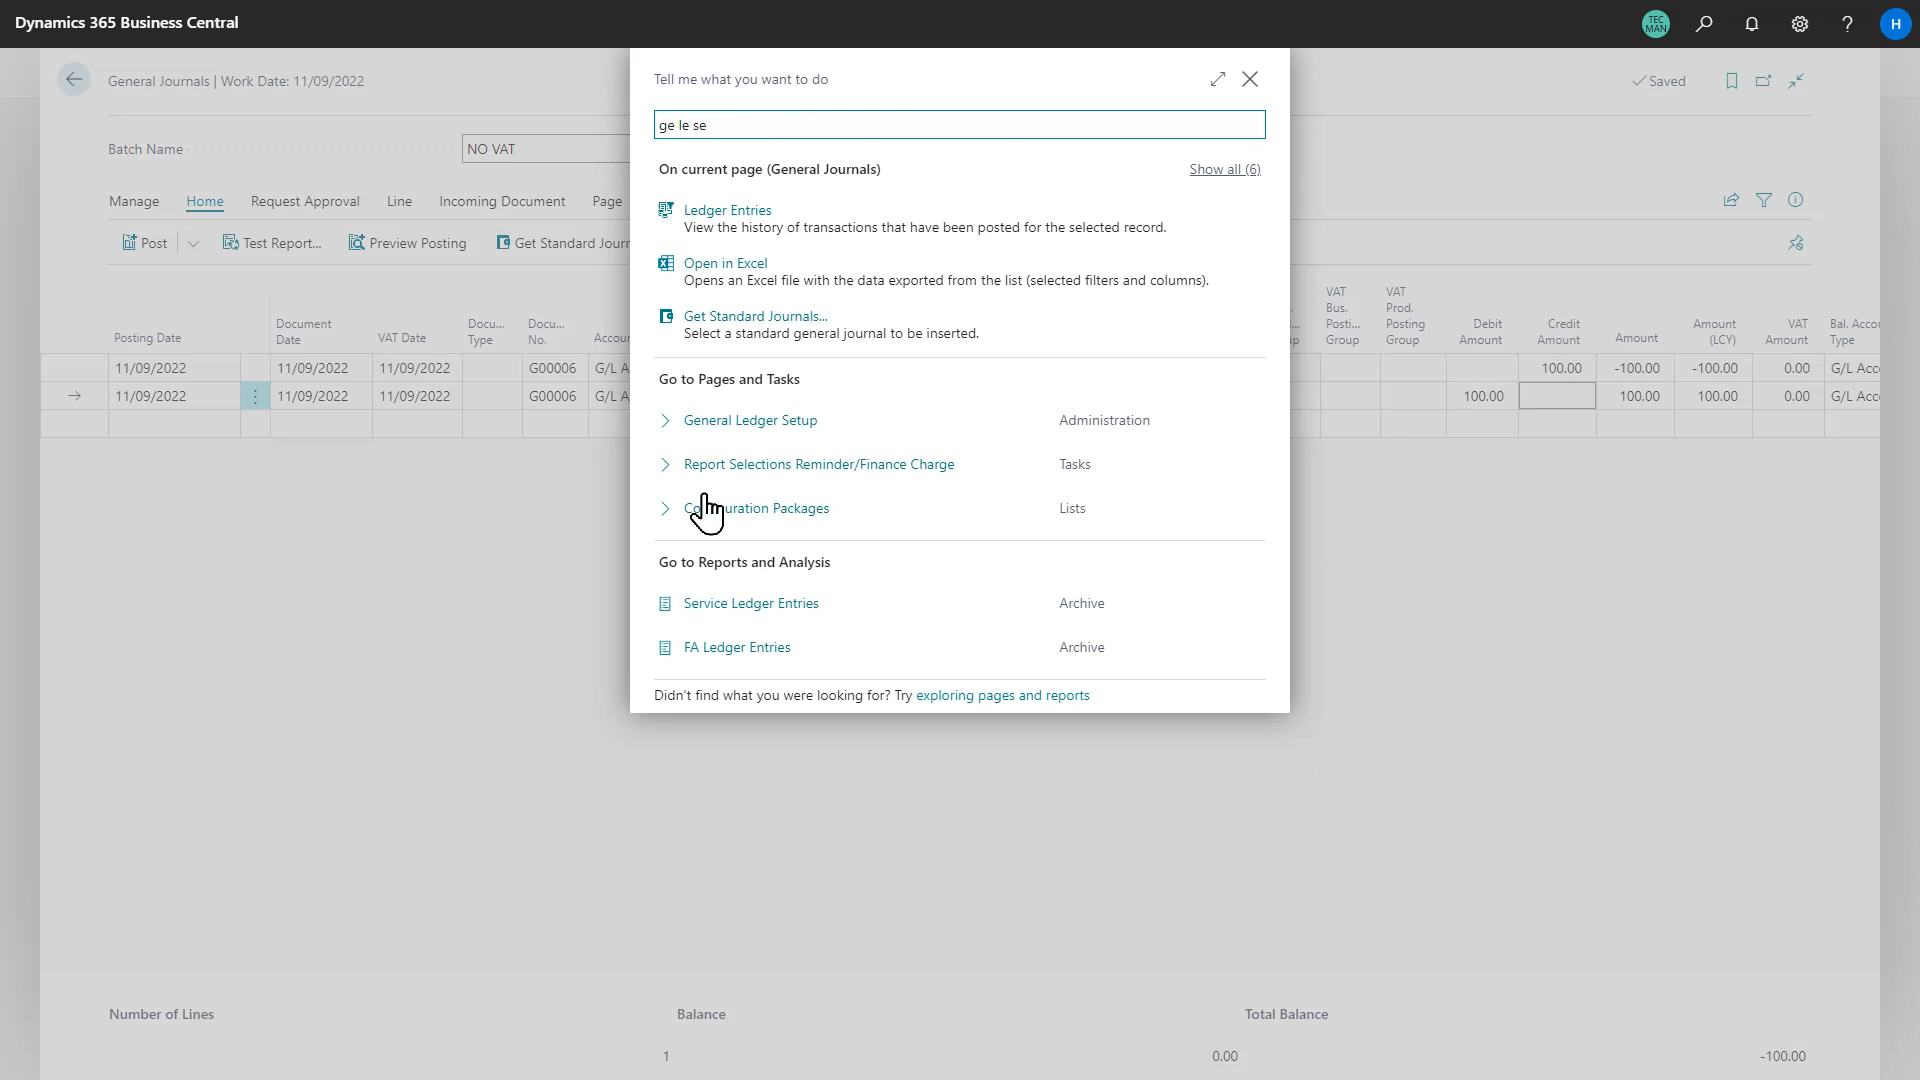 Dynamics 365 Business Central
TEC MAN
H
General Journals | Work Date: 11/09/2022
Saved
Batch Name
NO VAT
Manage Home Request Approval Line Incoming Document Page
Post Test Report... Preview Posting Get Standard Journ
Posting Date Document Date VAT Date Docu... Type Docu... No. Accou
VAT Bus. Posti... Group VAT Prod. Posting Group Debit Amount Credit Amount Amount Amount (LCY) VAT Amount Bal. Accou Type
11/09/2022 11/09/2022 11/09/2022 G00006 G/L A 100.00 -100.00 -100.00 0.00 G/L Acc
11/09/2022 11/09/2022 11/09/2022 G00006 G/L A 100.00 100.00 100.00 0.00 G/L Acc
Tell me what you want to do
ge le se
On current page (General Journals) Show all (6)
Ledger Entries
View the history of transactions that have been posted for the selected record.
Open in Excel
Opens an Excel file with the data exported from the list (selected filters and columns).
Get Standard Journals...
Select a standard general journal to be inserted.
Go to Pages and Tasks
General Ledger Setup Administration
Report Selections Reminder/Finance Charge Tasks
Co uration Packages Lists
Go to Reports and Analysis
Service Ledger Entries Archive
FA Ledger Entries Archive
Didn't find what you were looking for? Try exploring pages and reports
Number of Lines Balance Total Balance
1 0.00 -100.00